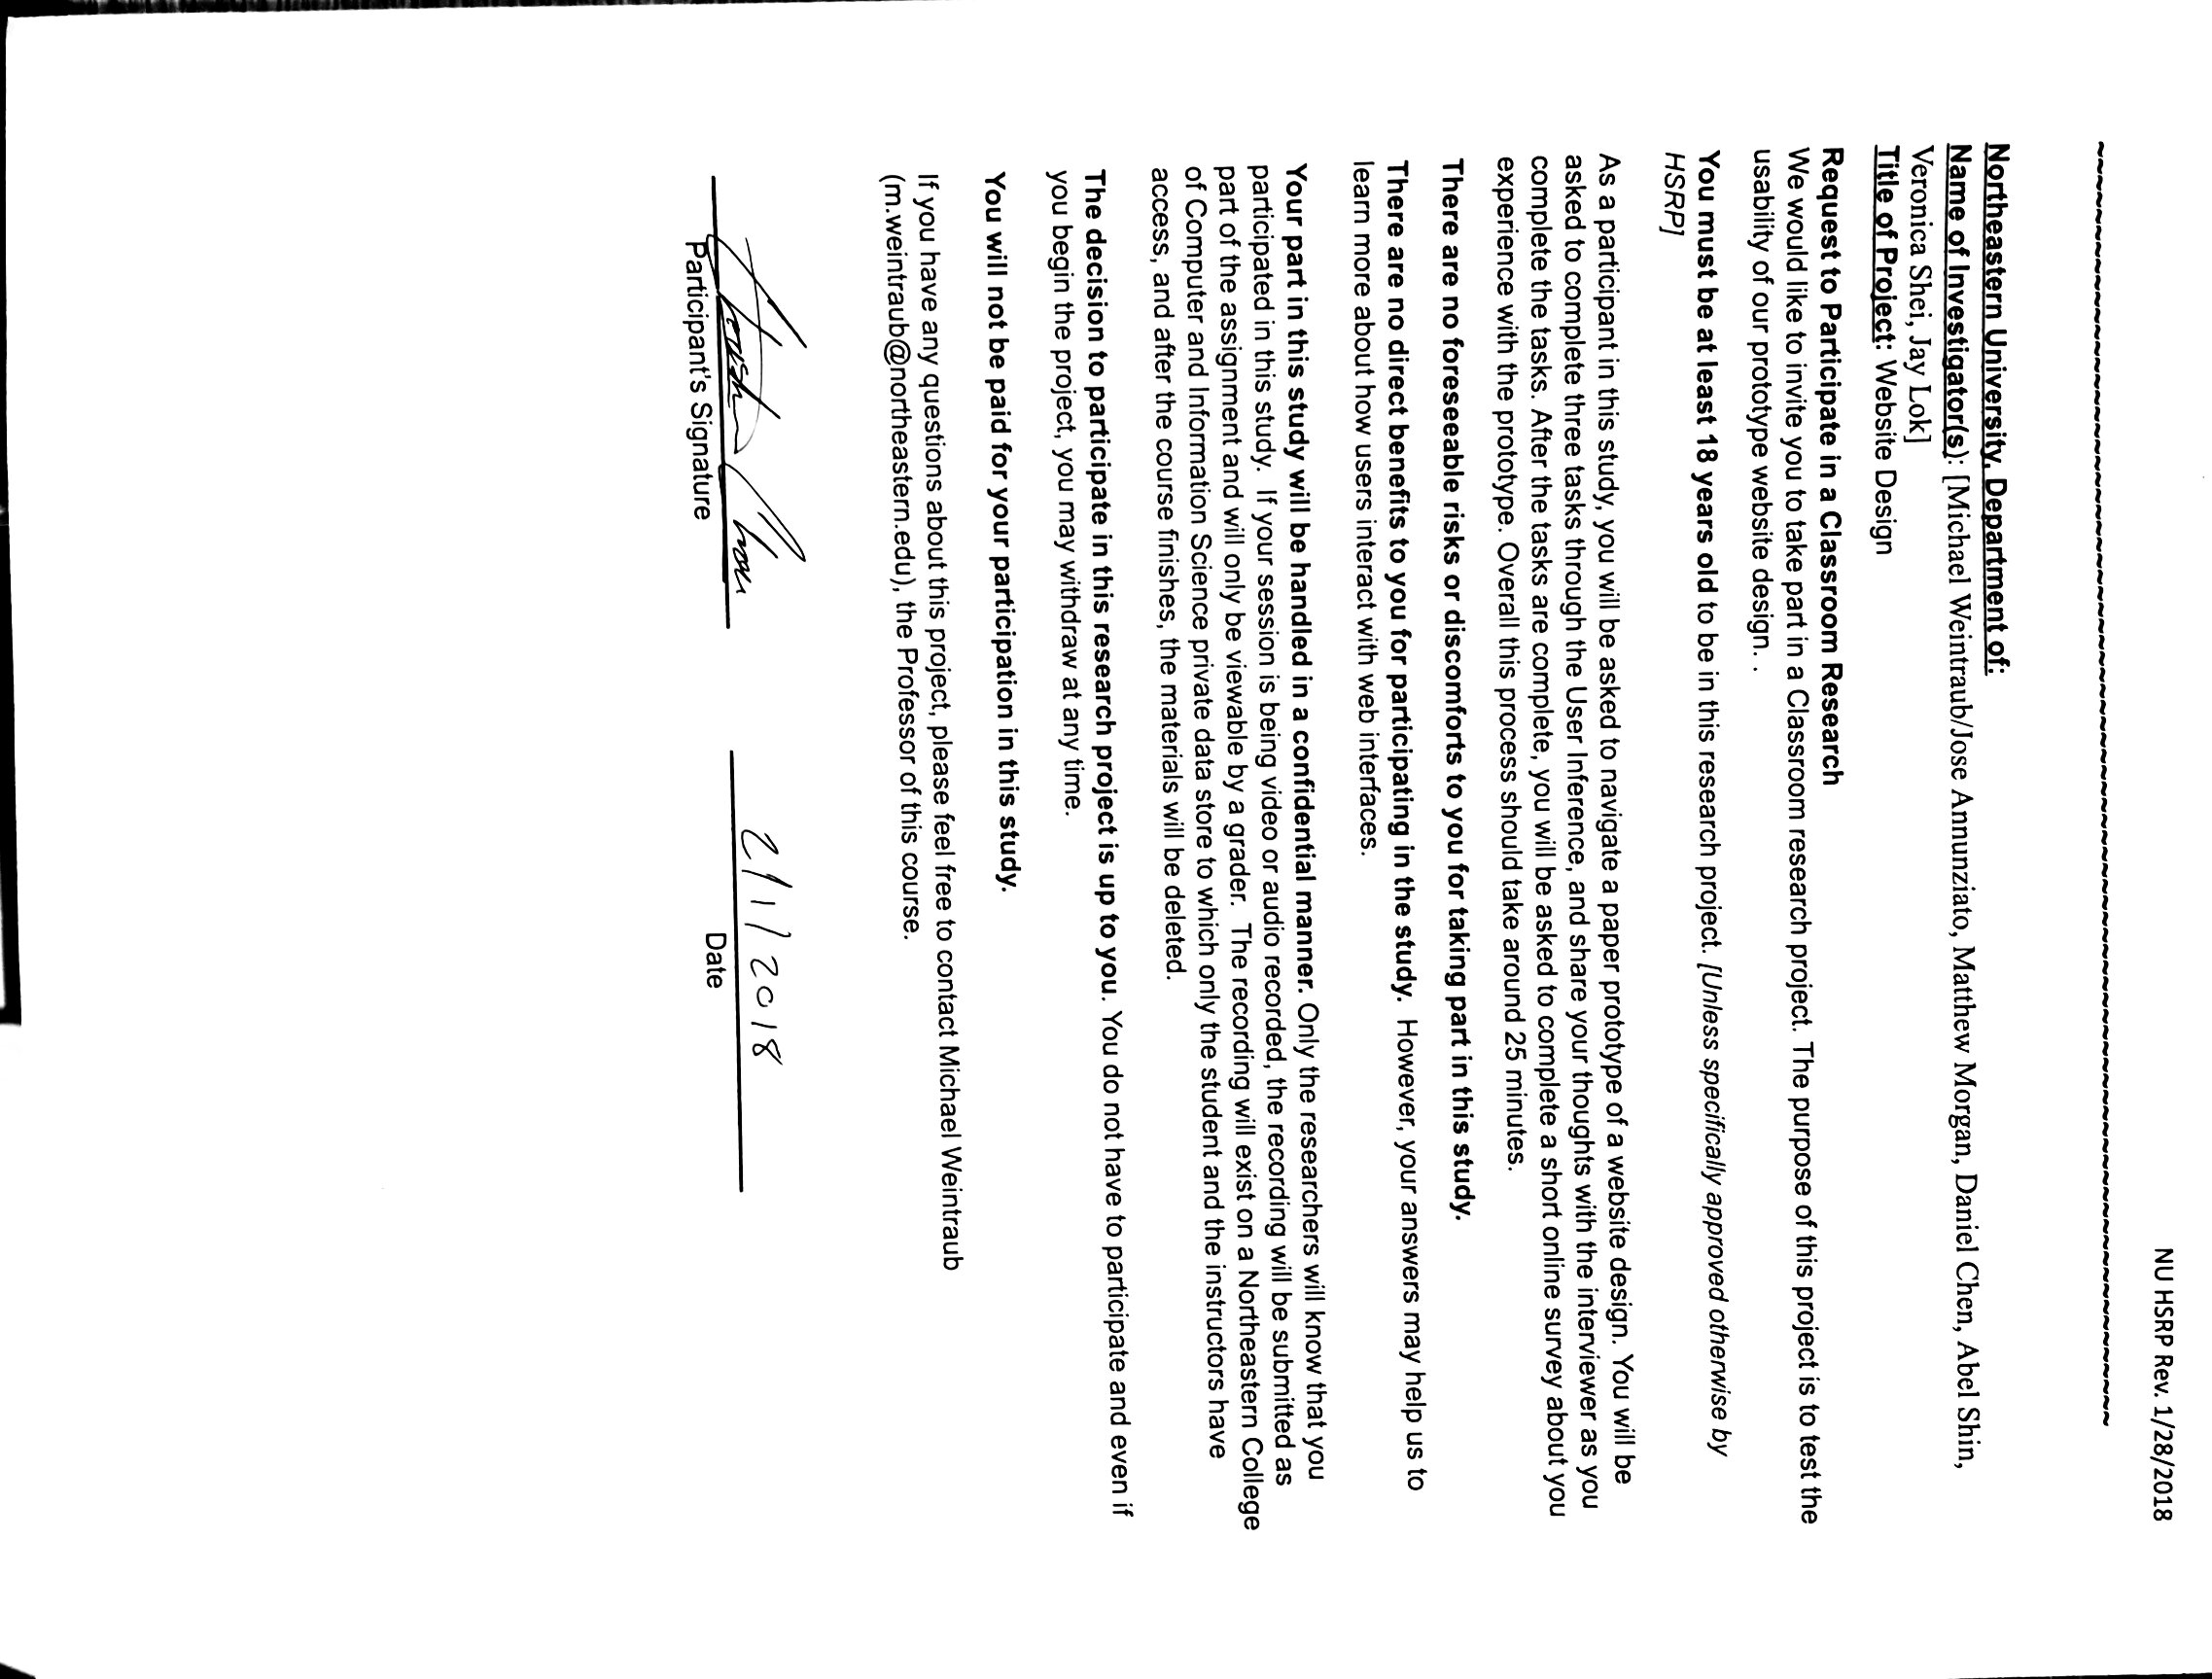 NU HSRP Rev. 1/28/2018
~~~~~~~~~~~~~~~~~~~~~~~~~~~~~~~~~~~~~~~~~~~~~~~~~~~~~~~~~~~~~~~~~~~~~~~~~~~~~~
Northeastern University, Department of:
Name of Investigator(s): [Michael Weintraub/Jose Annunziato, Matthew Morgan, Daniel Chen, Abel Shin,
Veronica Shei, Jay Lok]
Title of Project: Website Design
Request to Participate in a Classroom Research
We would like to invite you to take part in a Classroom research project. The purpose of this project is to test the
usability of our prototype website design. .
You must be at least 18 years old to be in this research project. [Unless specifically approved otherwise by
HSRP]
As a participant in this study, you will be asked to navigate a paper prototype of a website design. You will be
asked to complete three tasks through the User Inference, and share your thoughts with the interviewer as you
complete the tasks. After the tasks are complete, you will be asked to complete a short online survey about you
experience with the prototype. Overall this process should take around 25 minutes.
There are no foreseeable risks or discomforts to you for taking part in this study.
There are no direct benefits to you for participating in the study. However, your answers may help us to
learn more about how users interact with web interfaces.
Your part in this study will be handled in a confidential manner. Only the researchers will know that you
participated in this study. If your session is being video or audio recorded, the recording will be submitted as
part of the assignment and will only be viewable by a grader. The recording will exist on a Northeastern College
of Computer and Information Science private data store to which only the student and the instructors have
access, and after the course finishes, the materials will be deleted.
The decision to participate in this research project is up to you. You do not have to participate and even if
you begin the project, you may withdraw at any time.
You will not be paid for your participation in this study.
If you have any questions about this project, please feel free to contact Michael Weintraub
(m.weintraub@northeastern.edu), the Professor of this course.
2/1/2018
Participant's Signature
Date